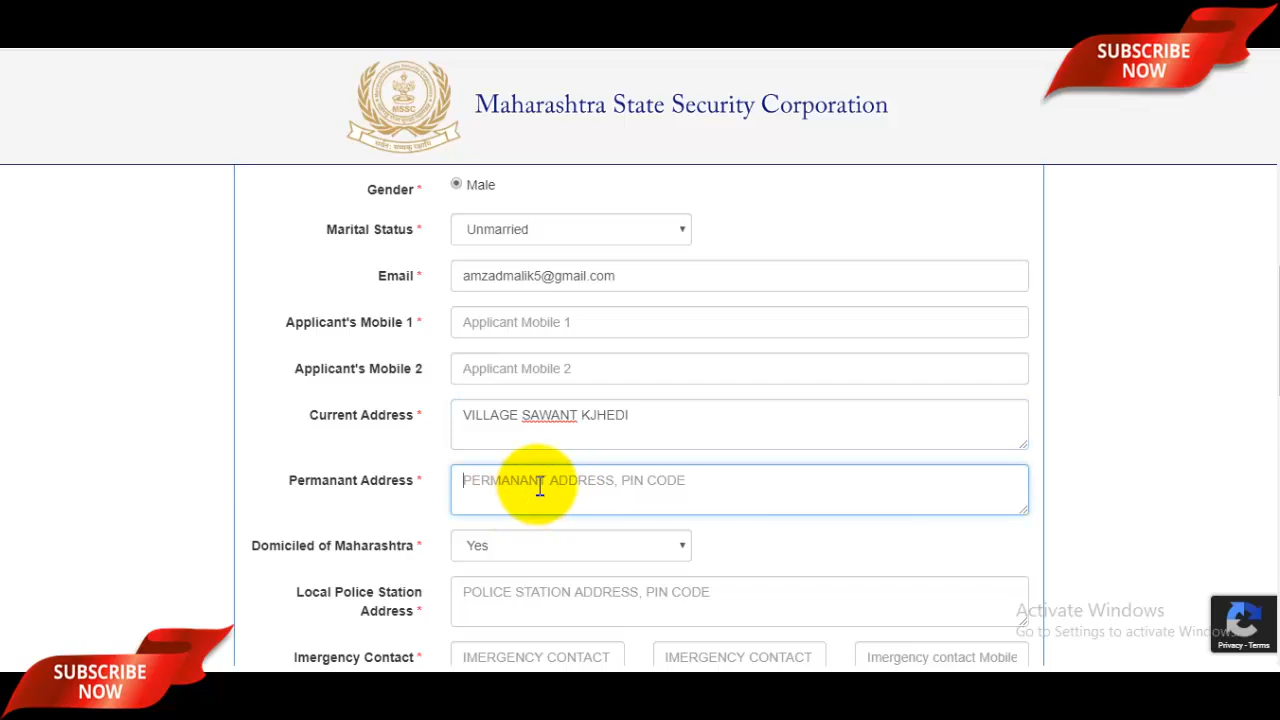 SUBSCRIBE
NOW
MSSC
Maharashtra State Security Corporation
Gender * Male
Marital Status * Unmarried
Email * amzadmalik5@gmail.com
Applicant's Mobile 1 * Applicant Mobile 1
Applicant's Mobile 2 Applicant Mobile 2
Current Address * VILLAGE SAWANT KJHEDI
Permanant Address * PERMANANT ADDRESS, PIN CODE
Domiciled of Maharashtra * Yes
Local Police Station
Address *
POLICE STATION ADDRESS, PIN CODE
Activate Windows
Go to Settings to activate Windows.
Privacy - Terms
Imergency Contact * IMERGENCY CONTACT IMERGENCY CONTACT Imergency contact Mobile
SUBSCRIBE
NOW